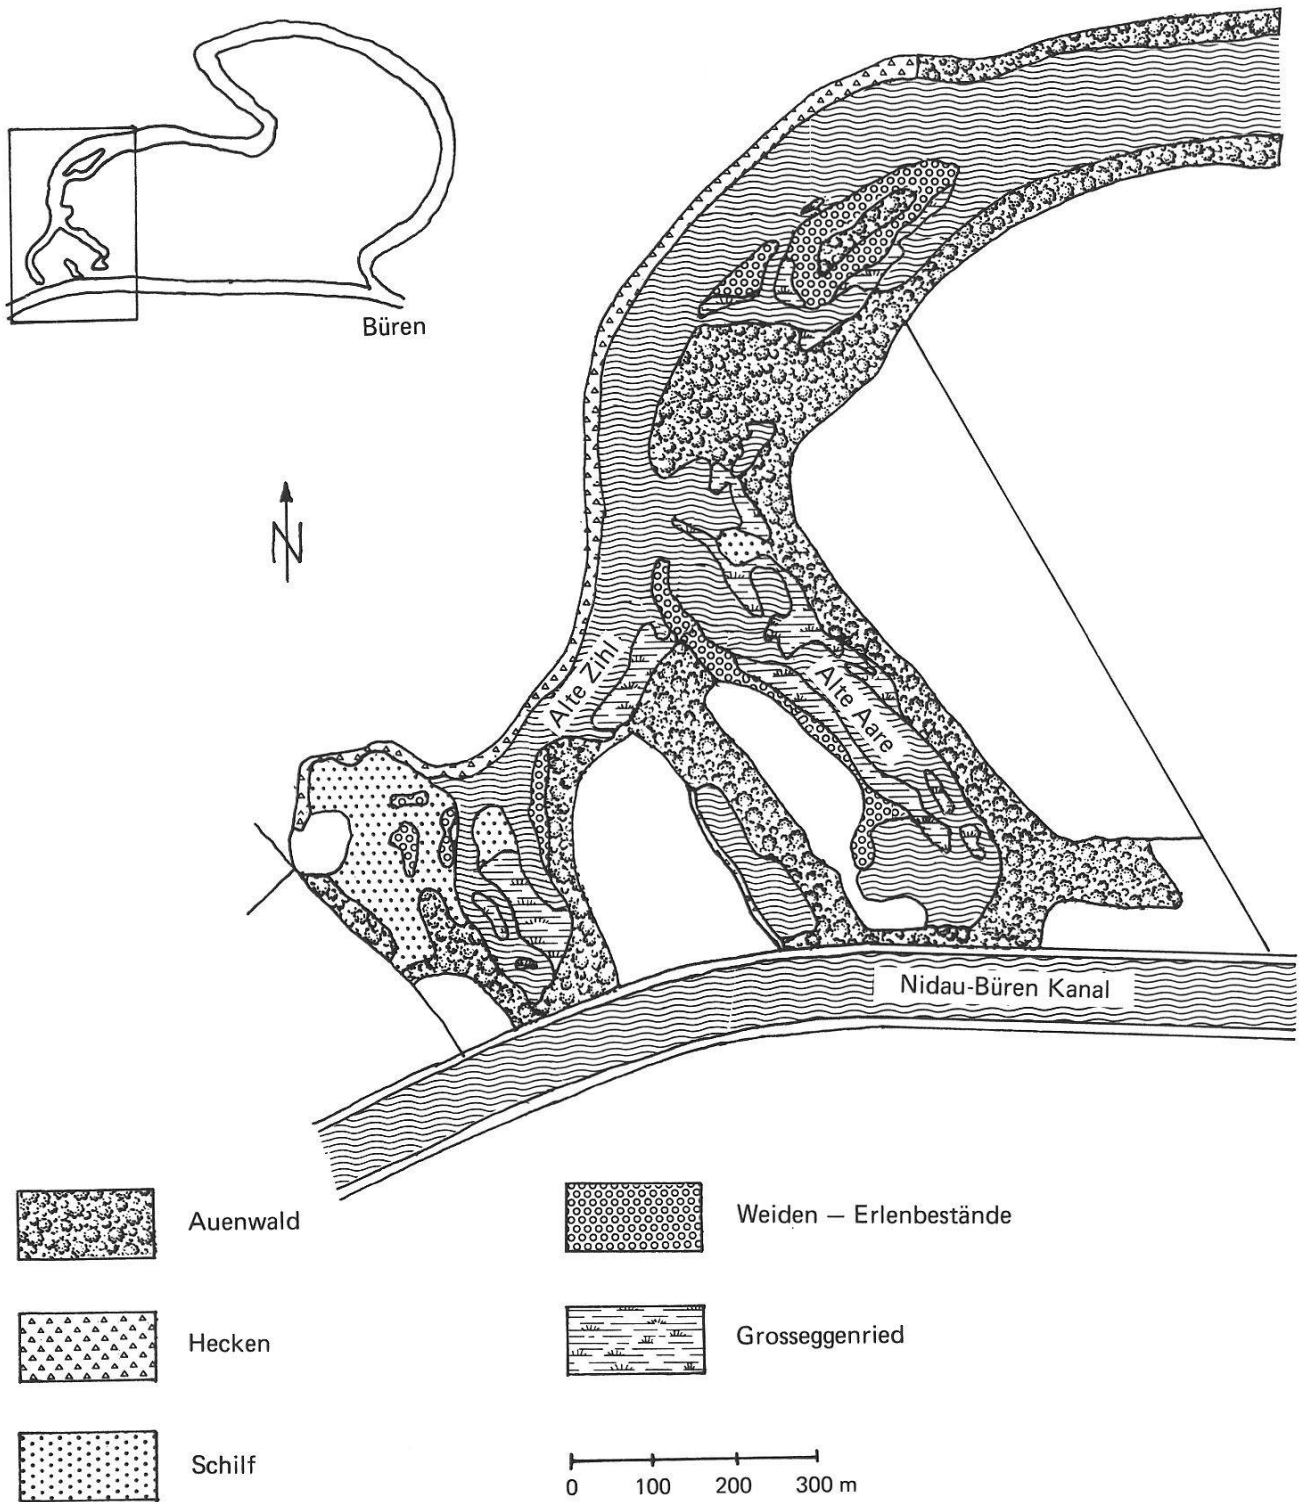 Büren
N
Alte Zihl
Alte Aare
Nidau-Büren Kanal
Auenwald
Weiden – Erlenbestände
Hecken
Grosseggenried
Schilf
0 100 200 300 m